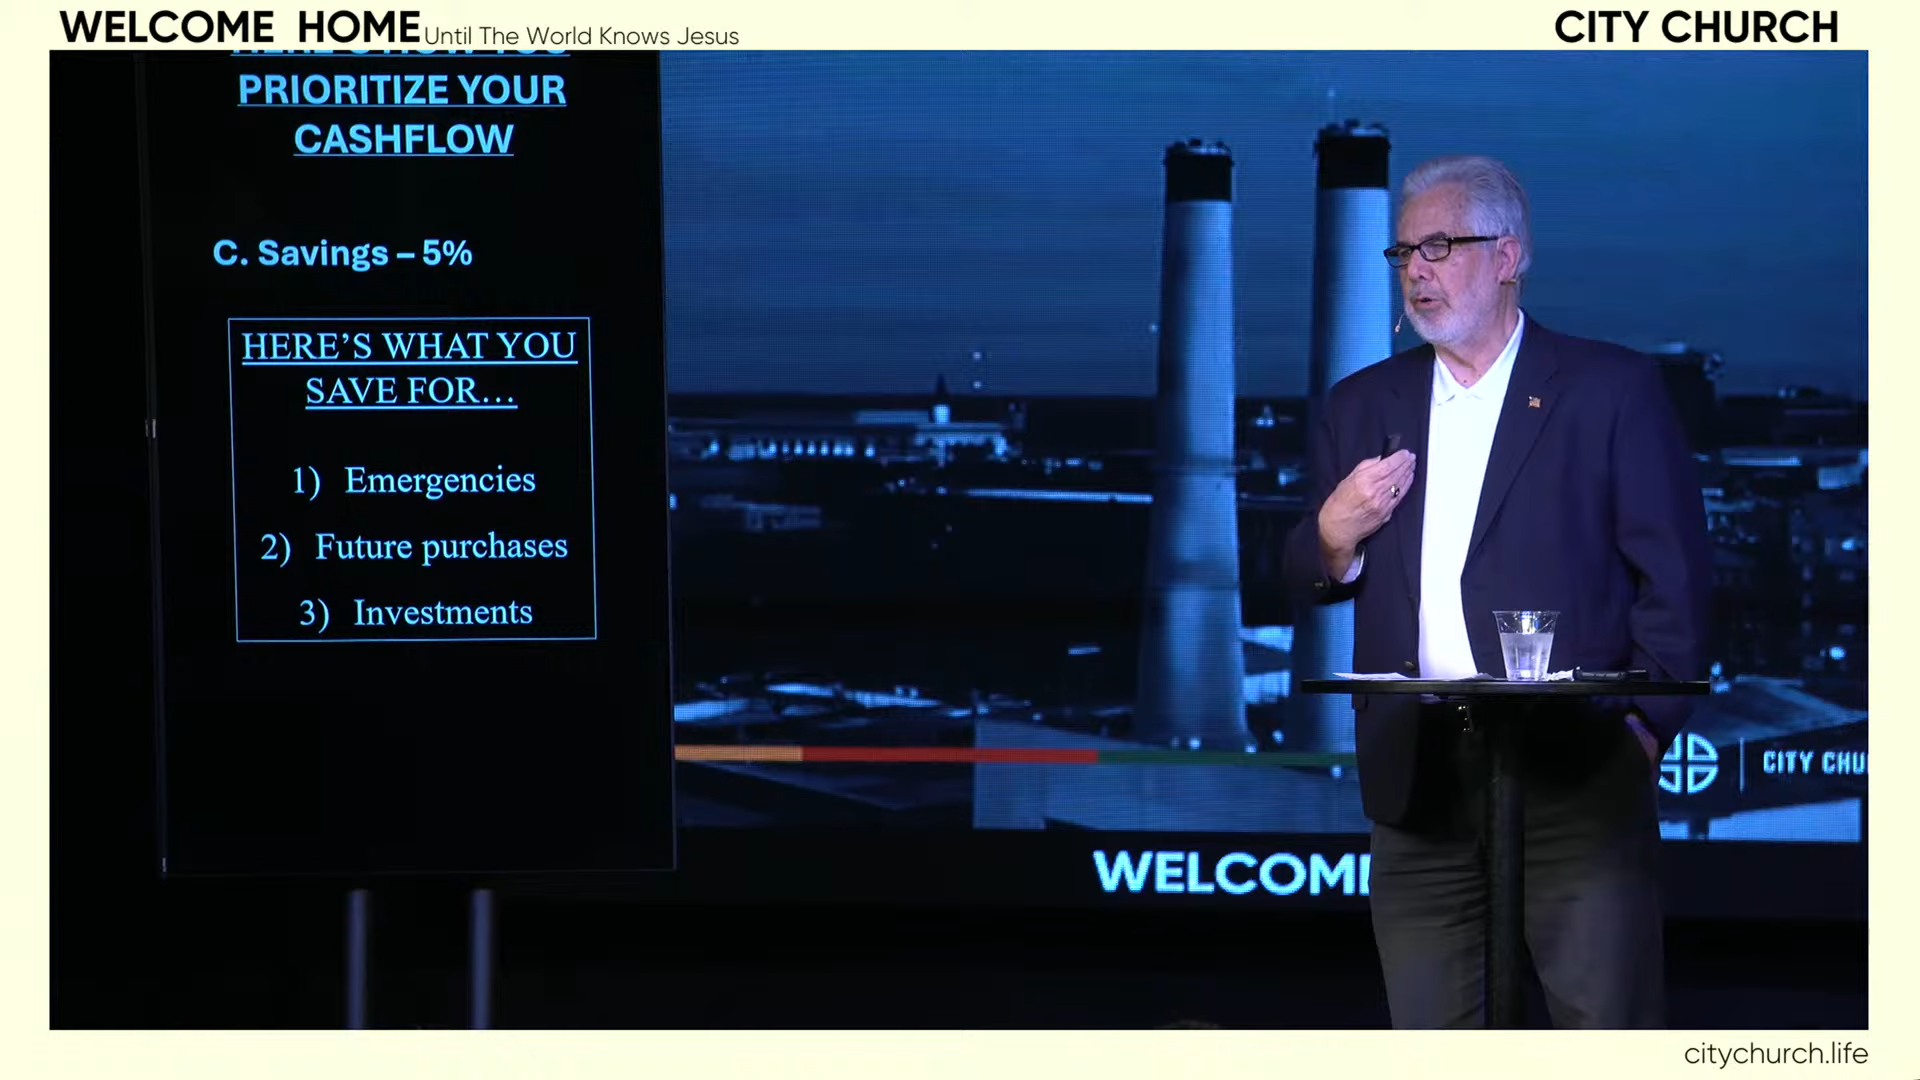 WELCOME HOME Until The World Knows Jesus
CITY CHURCH
PRIORITIZE YOUR
CASHFLOW
C. Savings – 5%
HERE’S WHAT YOU
SAVE FOR…
1) Emergencies
2) Future purchases
3) Investments
CITY CHU
WELCOME
citychurch.life